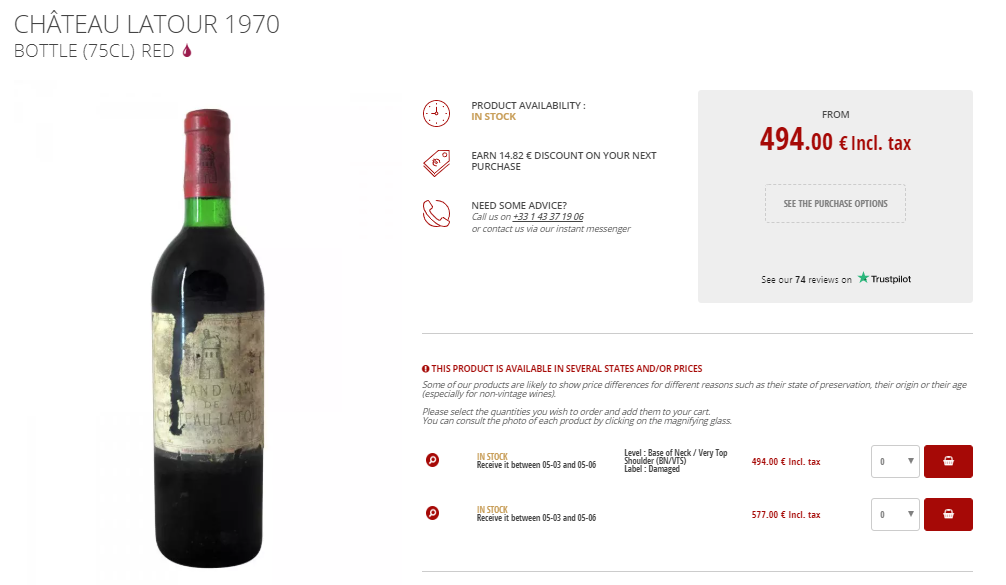 CHÂTEAU LATOUR 1970
BOTTLE (75CL) RED
PRODUCT AVAILABILITY :
IN STOCK
EARN 14.82 € DISCOUNT ON YOUR NEXT
PURCHASE
NEED SOME ADVICE?
Call us on +33 1 43 37 19 06
or contact us via our instant messenger
FROM
494.00 € Incl. tax
SEE THE PURCHASE OPTIONS
See our 74 reviews on Trustpilot
RAND VIN
DE
CHÂTEAU LATOU
1970
THIS PRODUCT IS AVAILABLE IN SEVERAL STATES AND/OR PRICES
Some of our products are likely to show price differences for different reasons such as their state of preservation, their origin or their age
(especially for non-vintage wines).
Please select the quantities you wish to order and add them to your cart.
You can consult the photo of each product by clicking on the magnifying glass.
IN STOCK
Receive it between 05-03 and 05-06
Level : Base of Neck / Very Top
Shoulder (BN/VTS)
Label : Damaged
494.00 € Incl. tax
0
IN STOCK
Receive it between 05-03 and 05-06
577.00 € Incl. tax
0